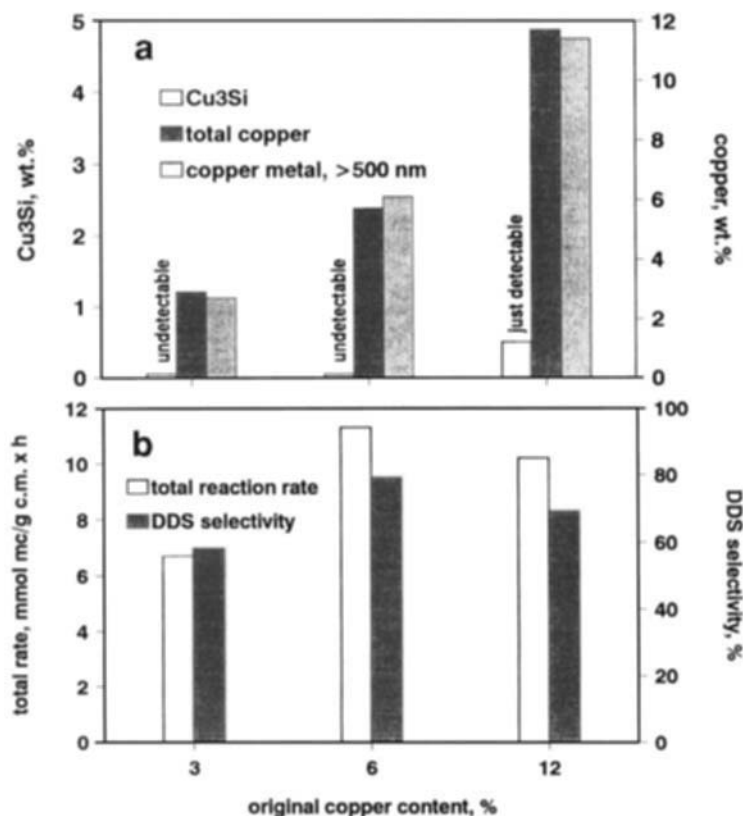 a
Cu3Si
total copper
copper metal, >500 nm
undetectable
undetectable
just detectable
5
4
3
2
1
0
Cu3Si, wt.%
12
10
8
6
4
2
0
copper, wt.%
b
total reaction rate
DDS selectivity
12
10
8
6
4
2
0
total rate, mmol mc/g c.m. x h
100
80
60
40
20
0
DDS selectivity, %
3 6 12
original copper content, %